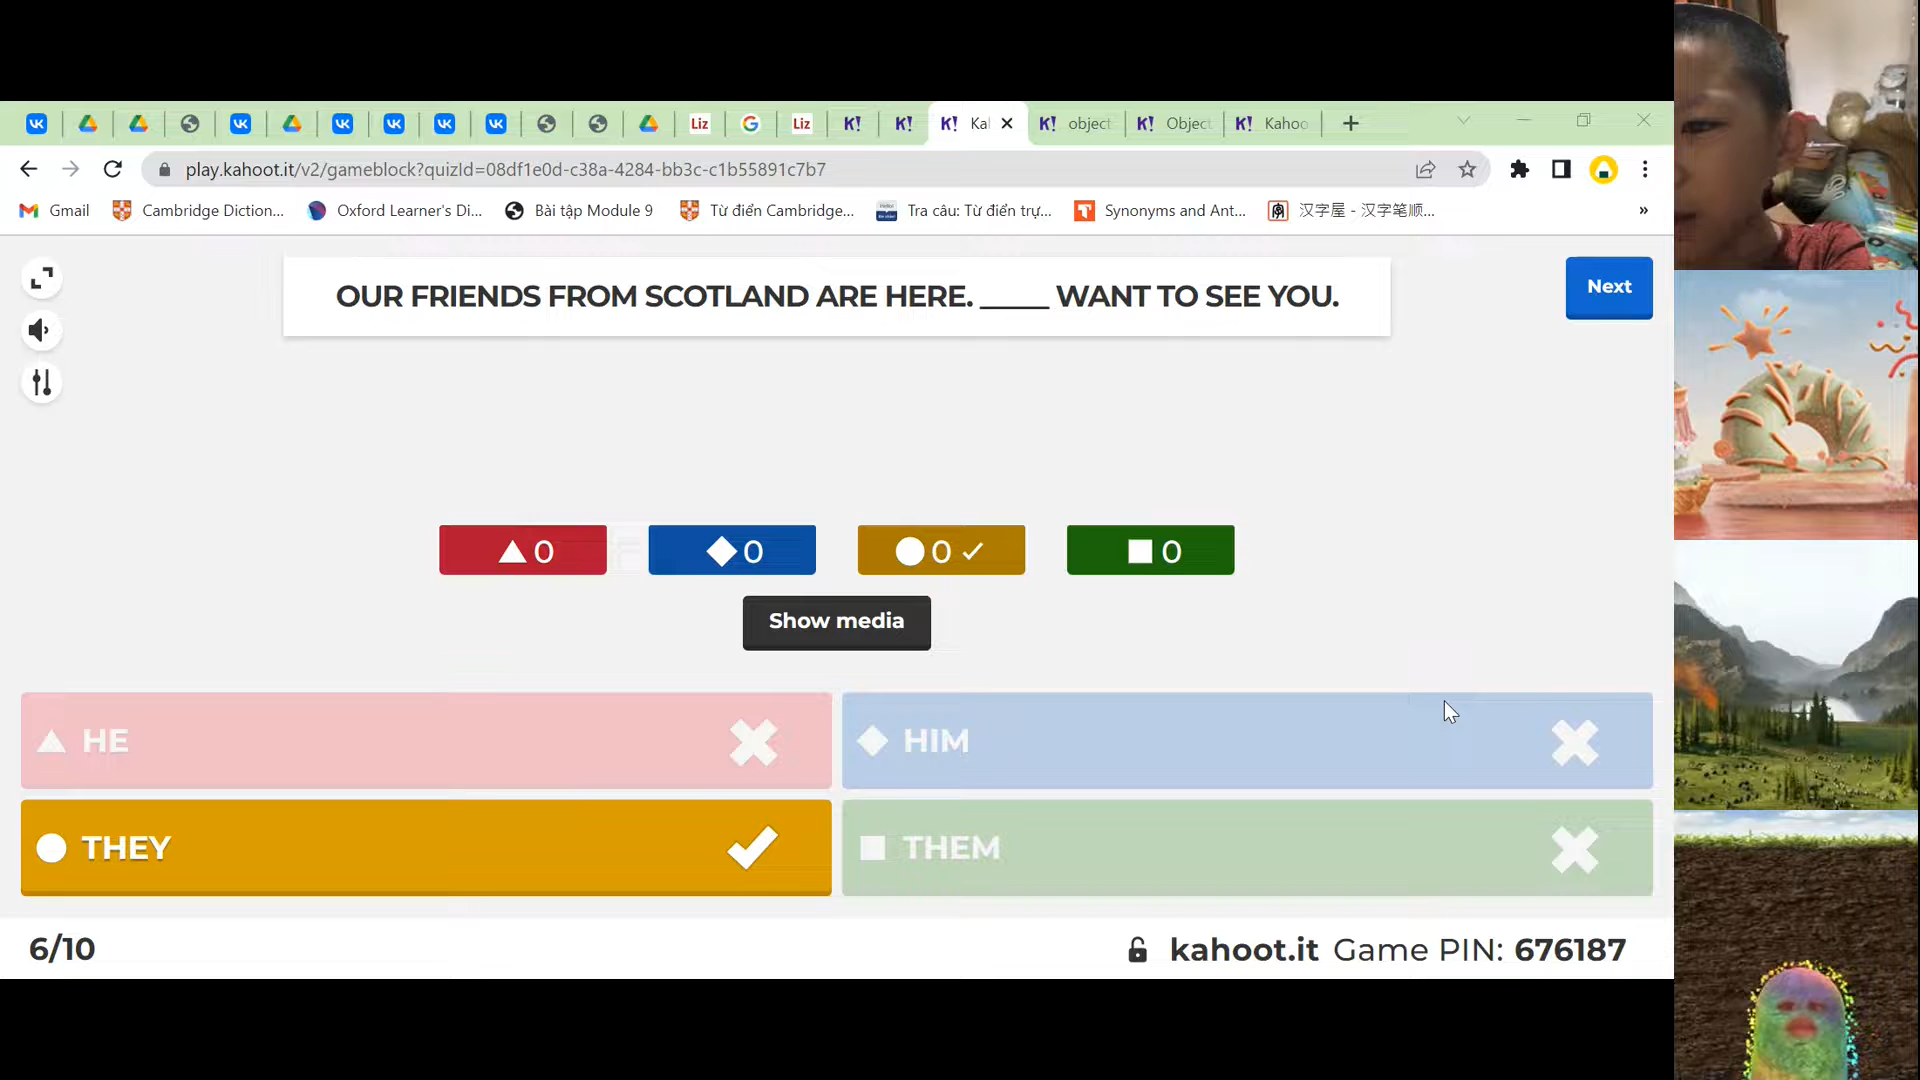 Liz
Liz
K!
K!
K! Ka
K! object
K! Object
K! Kahoo
play.kahoot.it/v2/gameblock?quizId=08df1e0d-c38a-4284-bb3c-c1b55891c7b7
Gmail
Cambridge Diction...
Oxford Learner's Di...
Bài tập Module 9
Từ điển Cambridge...
Tra câu: Từ điển trự...
Synonyms and Ant...
汉字屋 - 汉字笔顺...
»
OUR FRIENDS FROM SCOTLAND ARE HERE. _____ WANT TO SEE YOU.
Next
0
0
0
0
Show media
HE
HIM
THEY
THEM
6/10
kahoot.it Game PIN: 676187